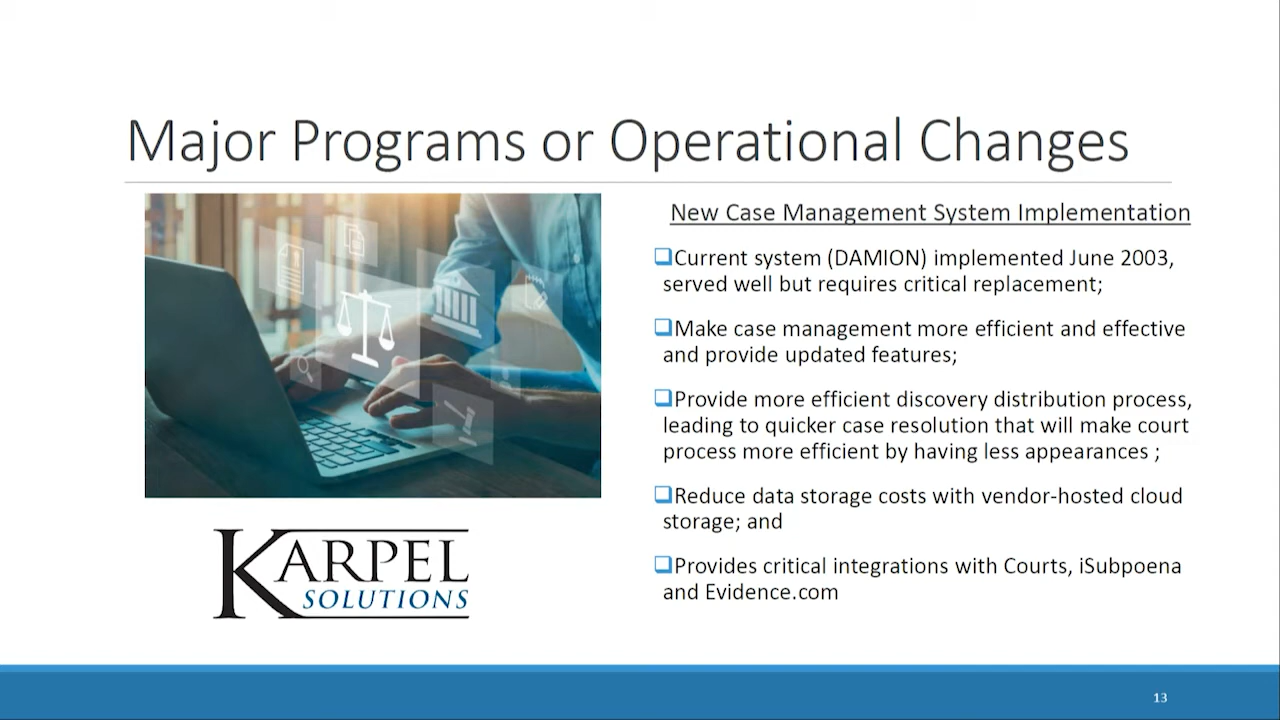 Major Programs or Operational Changes
New Case Management System Implementation
Current system (DAMION) implemented June 2003,
served well but requires critical replacement;
Make case management more efficient and effective
and provide updated features;
Provide more efficient discovery distribution process,
leading to quicker case resolution that will make court
process more efficient by having less appearances ;
Reduce data storage costs with vendor-hosted cloud
storage; and
Provides critical integrations with Courts, iSubpoena
and Evidence.com
KARPEL
SOLUTIONS
13